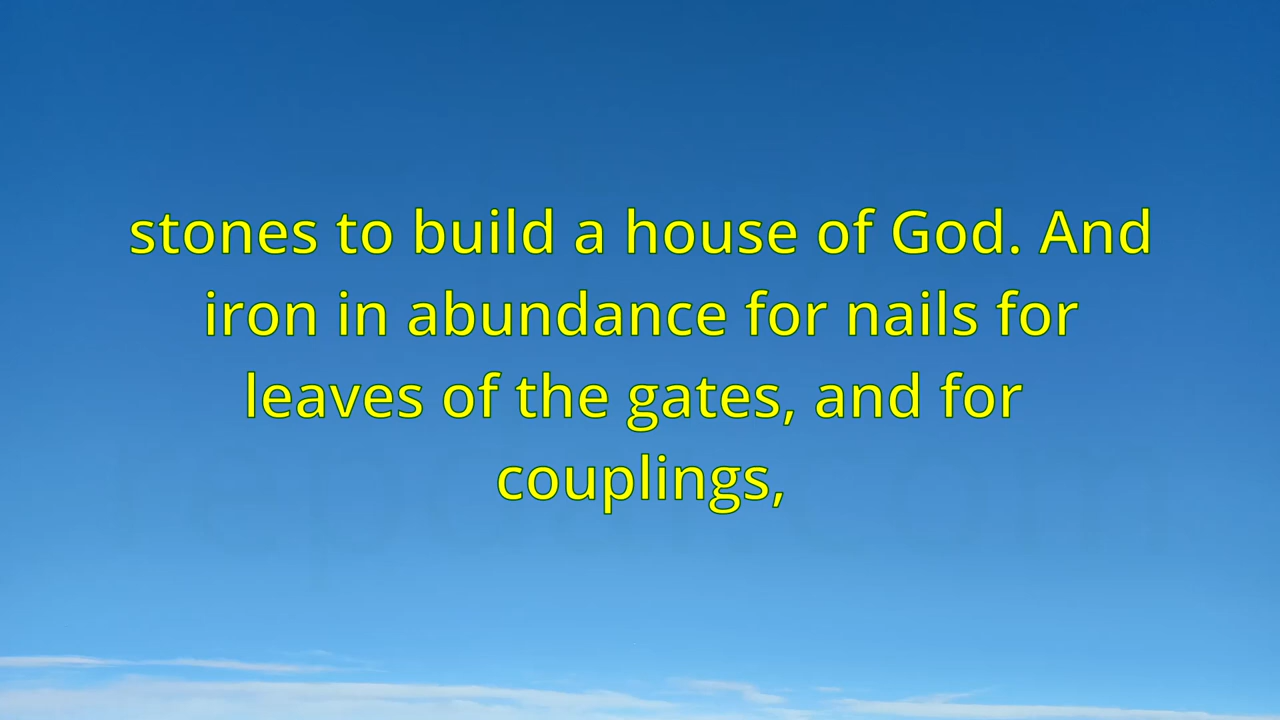 stones to build a house of God. And
iron in abundance for nails for
leaves of the gates, and for
couplings,